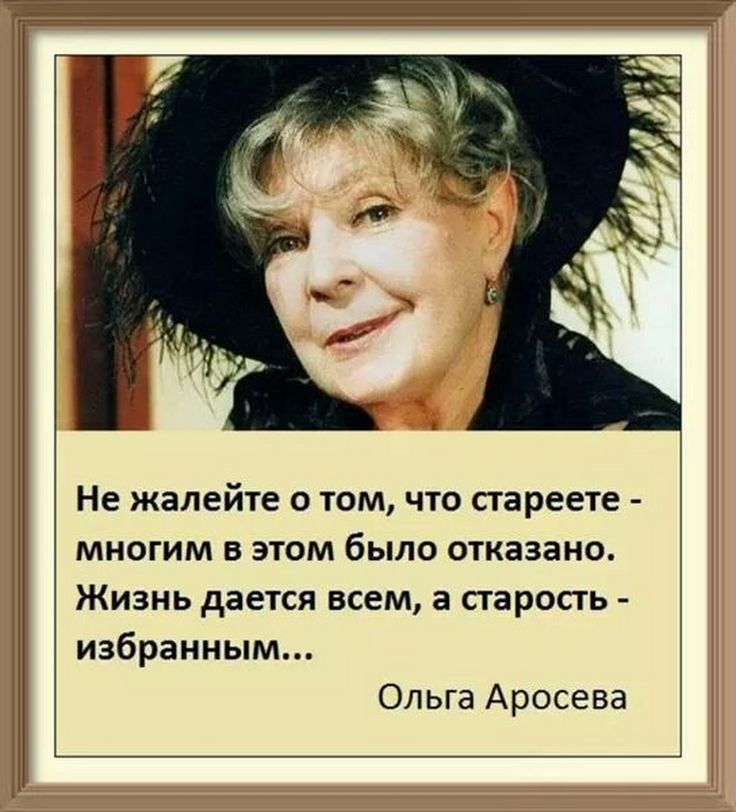 Не жалейте о том, что стареете -
многим в этом было отказано.
Жизнь дается всем, а старость -
избранным...
Ольга Аросева